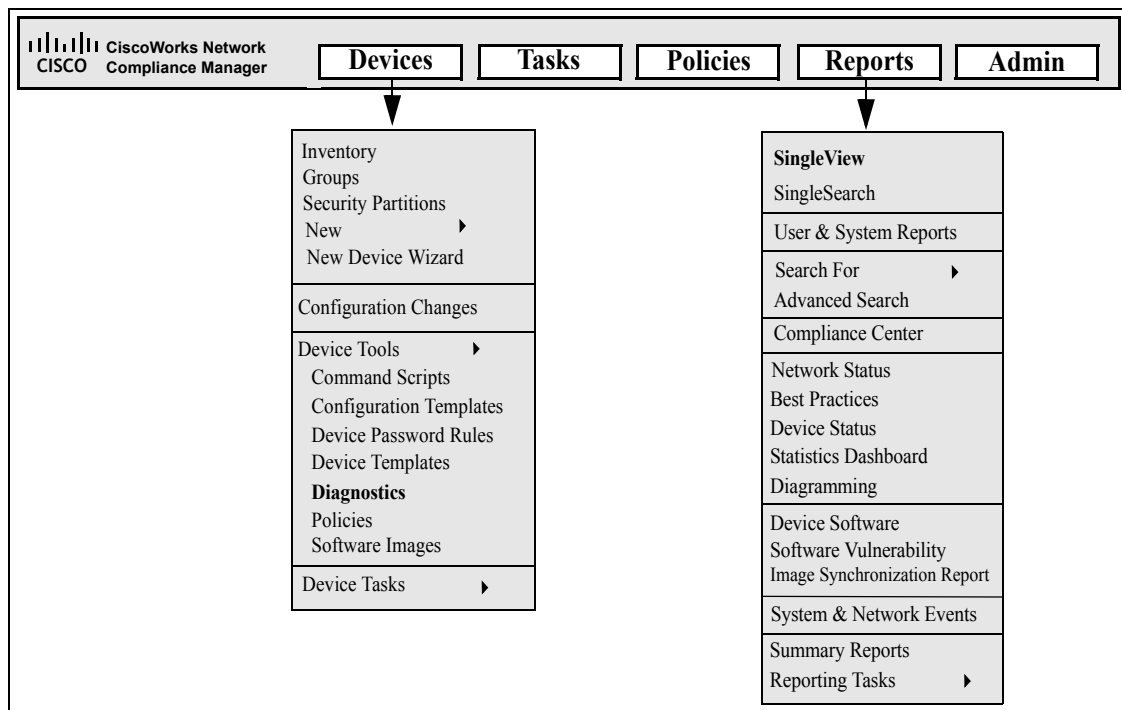 CISCO
CiscoWorks Network
Compliance Manager
Devices
Tasks
Policies
Reports
Admin
Inventory
Groups
Security Partitions
New
New Device Wizard
Configuration Changes
Device Tools
Command Scripts
Configuration Templates
Device Password Rules
Device Templates
Diagnostics
Policies
Software Images
Device Tasks
SingleView
SingleSearch
User & System Reports
Search For
Advanced Search
Compliance Center
Network Status
Best Practices
Device Status
Statistics Dashboard
Diagramming
Device Software
Software Vulnerability
Image Synchronization Report
System & Network Events
Summary Reports
Reporting Tasks